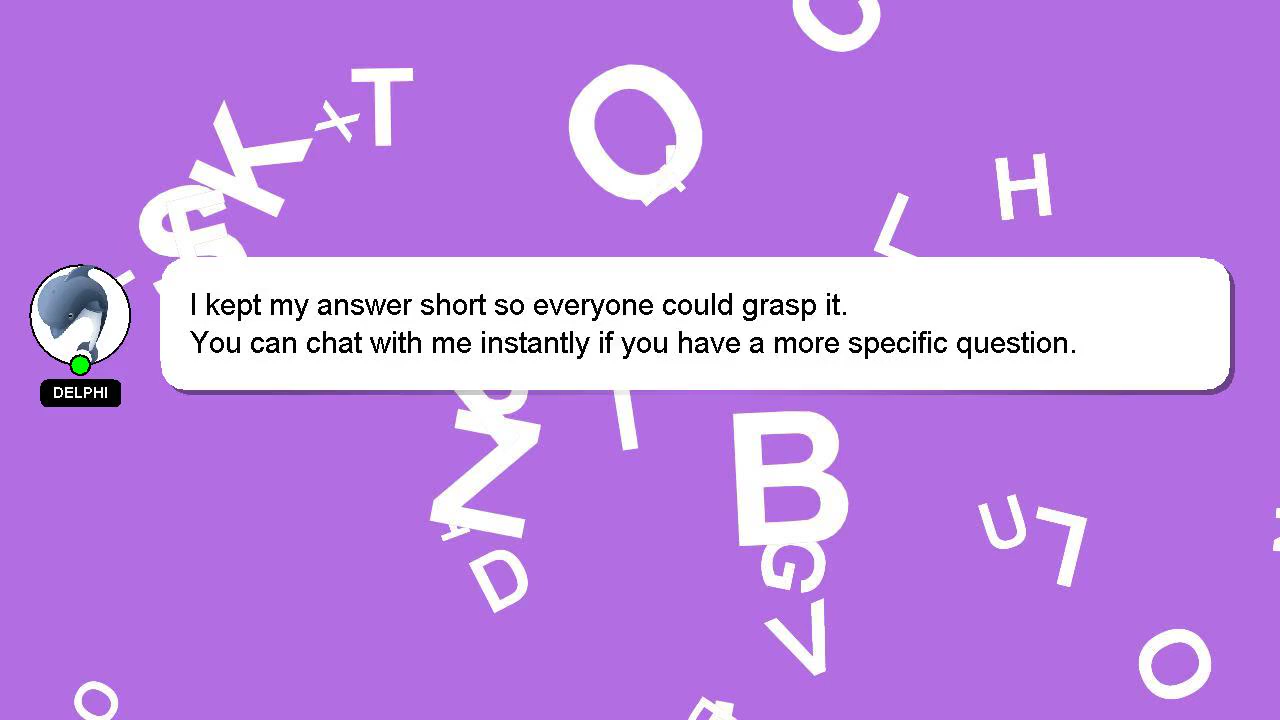 I kept my answer short so everyone could grasp it.
You can chat with me instantly if you have a more specific question.
DELPHI
T
X
K
S
O
C
H
L
Z
B
D
G
V
U
L
O
O